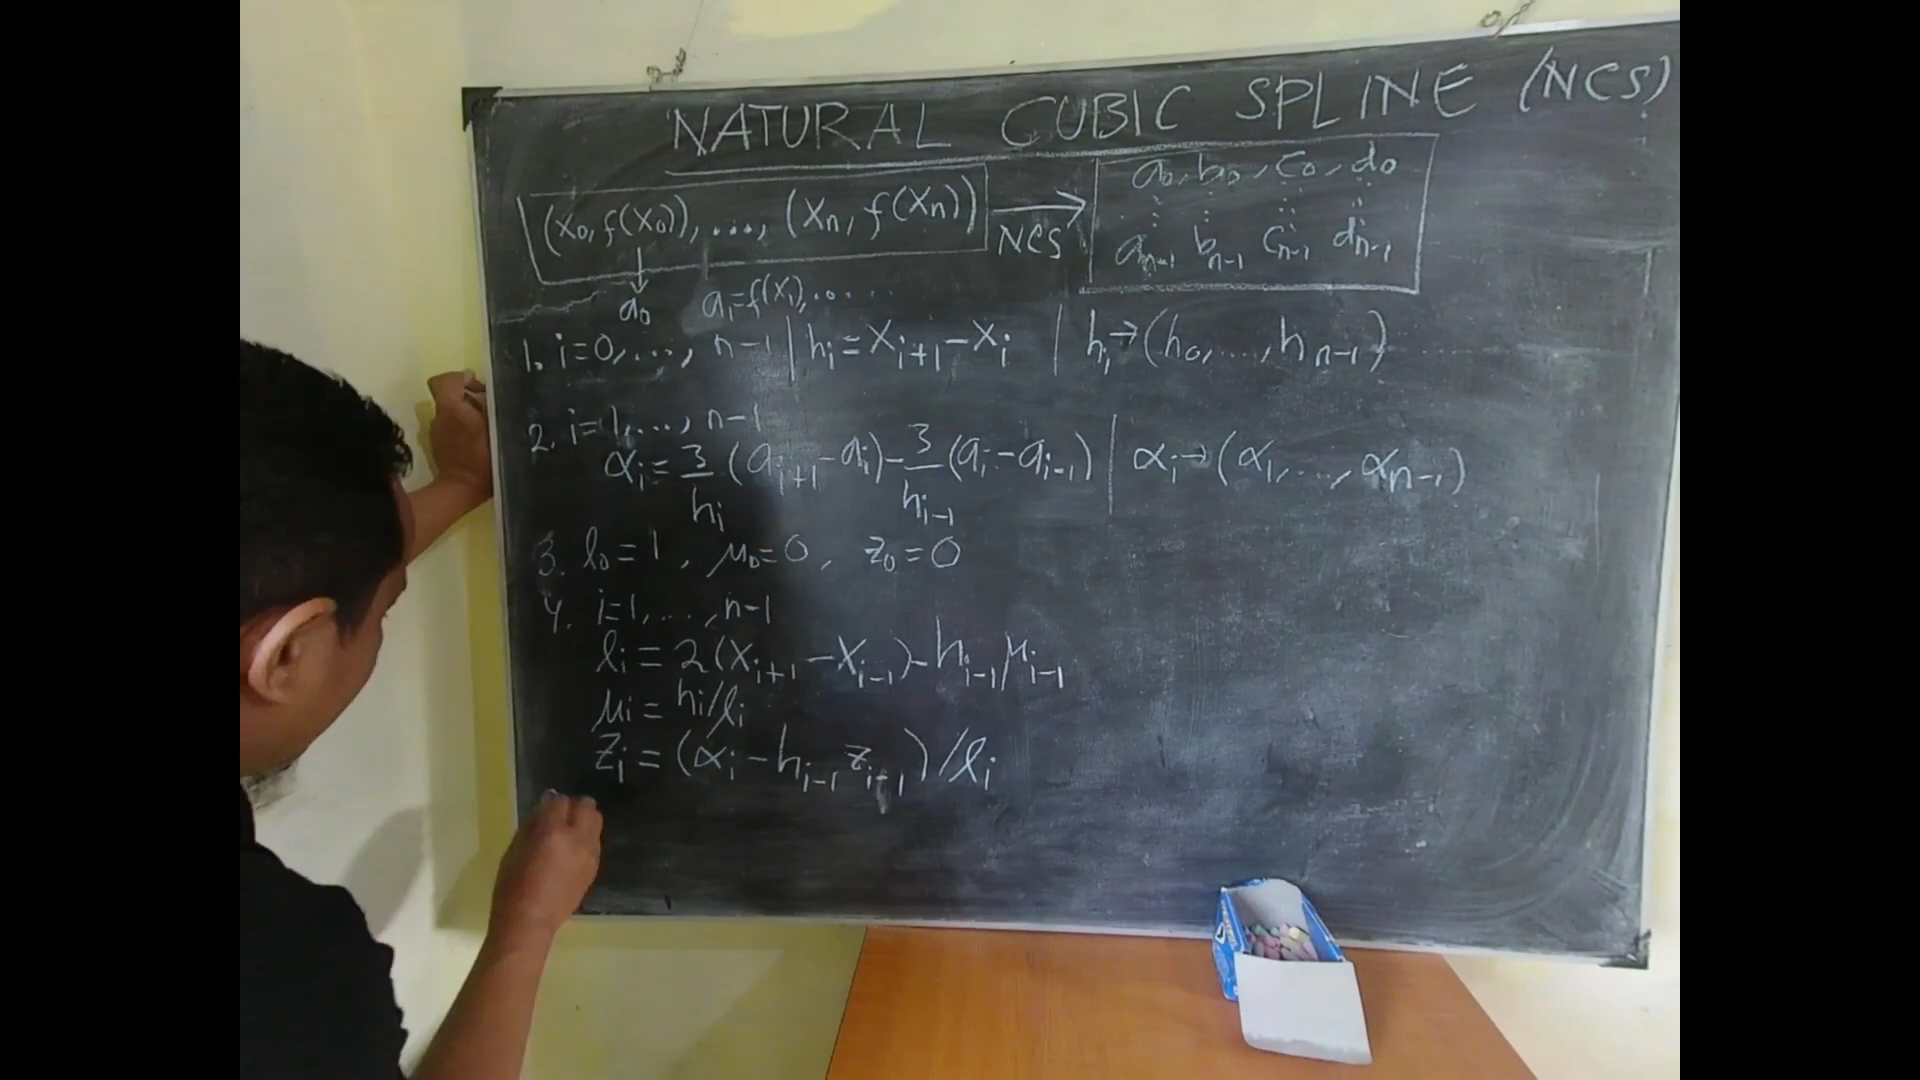 NATURAL CUBIC SPLINE (NCS)
(x₀, f(x₀)), ..., (xₙ, f(xₙ)) → NCS
a₀, b₀, c₀, d₀
⋮ ⋮ ⋮ ⋮
aₙ₋₁ bₙ₋₁ cₙ₋₁ dₙ₋₁
↓
a₀ a₁=f(x₁), .....
1. i=0, ..., n-1 | hᵢ = xᵢ₊₁ - xᵢ | hᵢ → (h₀, ..., hₙ₋₁)
2. i=1, ..., n-1
αᵢ = 3/hᵢ (aᵢ₊₁ - aᵢ) - 3/hᵢ₋₁ (aᵢ - aᵢ₋₁) | αᵢ → (α₁, ..., αₙ₋₁)
3. l₀ = 1, μ₀ = 0, z₀ = 0
4. i=1, ..., n-1
lᵢ = 2(xᵢ₊₁ - xᵢ₋₁) - hᵢ₋₁ μᵢ₋₁
μᵢ = hᵢ/lᵢ
zᵢ = (αᵢ - hᵢ₋₁ zᵢ₋₁)/lᵢ